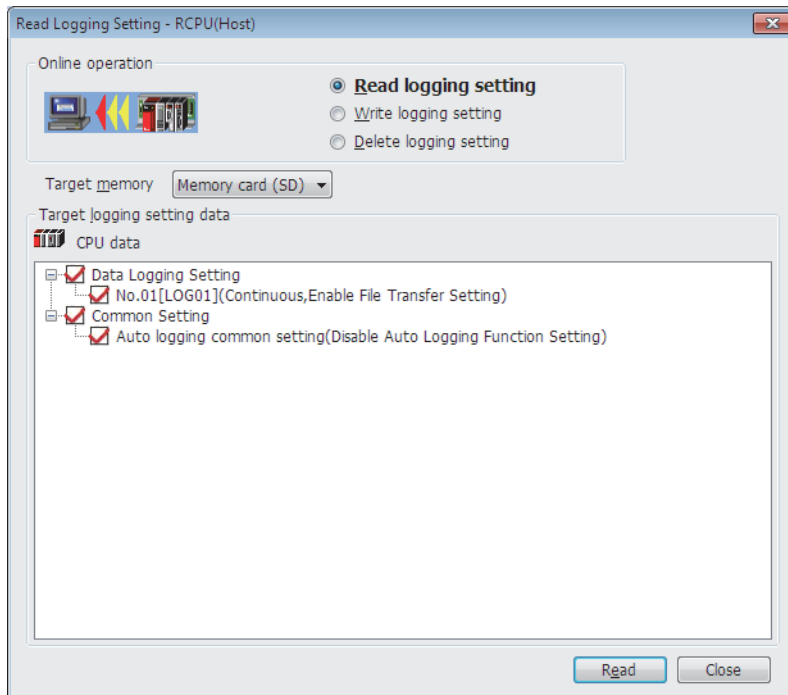 Read Logging Setting - RCPU(Host)
Online operation
Read logging setting
Write logging setting
Delete logging setting
Target memory Memory card (SD)
Target logging setting data
CPU data
Data Logging Setting
No.01[LOG01](Continuous,Enable File Transfer Setting)
Common Setting
Auto logging common setting(Disable Auto Logging Function Setting)
Read Close